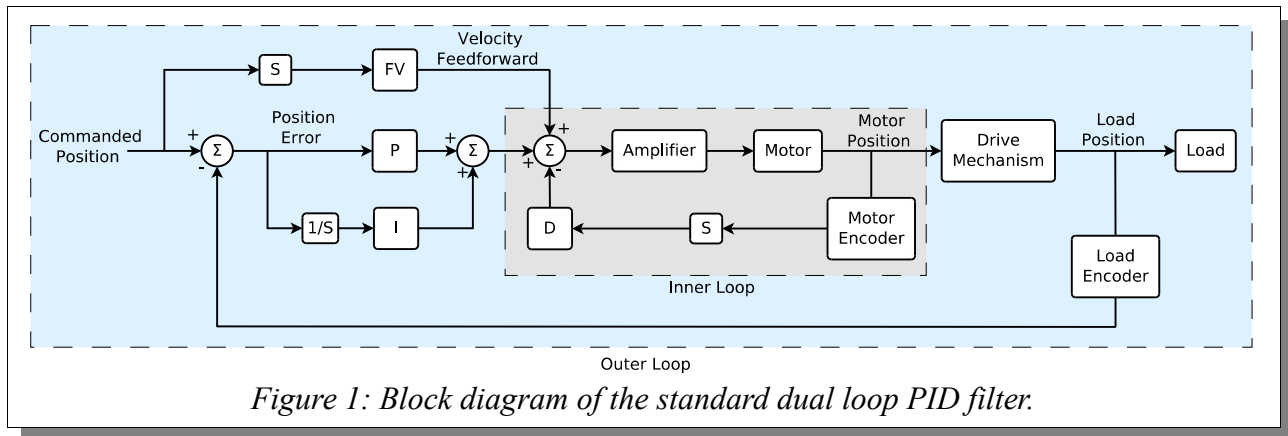 Velocity
Feedforward
S
FV
Commanded
Position
+
-
Σ
Position
Error
P
+
+
Σ
1/S
I
+
+
-
Σ
Amplifier
Motor
Motor
Position
D
S
Motor
Encoder
Inner Loop
Drive
Mechanism
Load
Position
Load
Load
Encoder
Outer Loop
Figure 1: Block diagram of the standard dual loop PID filter.